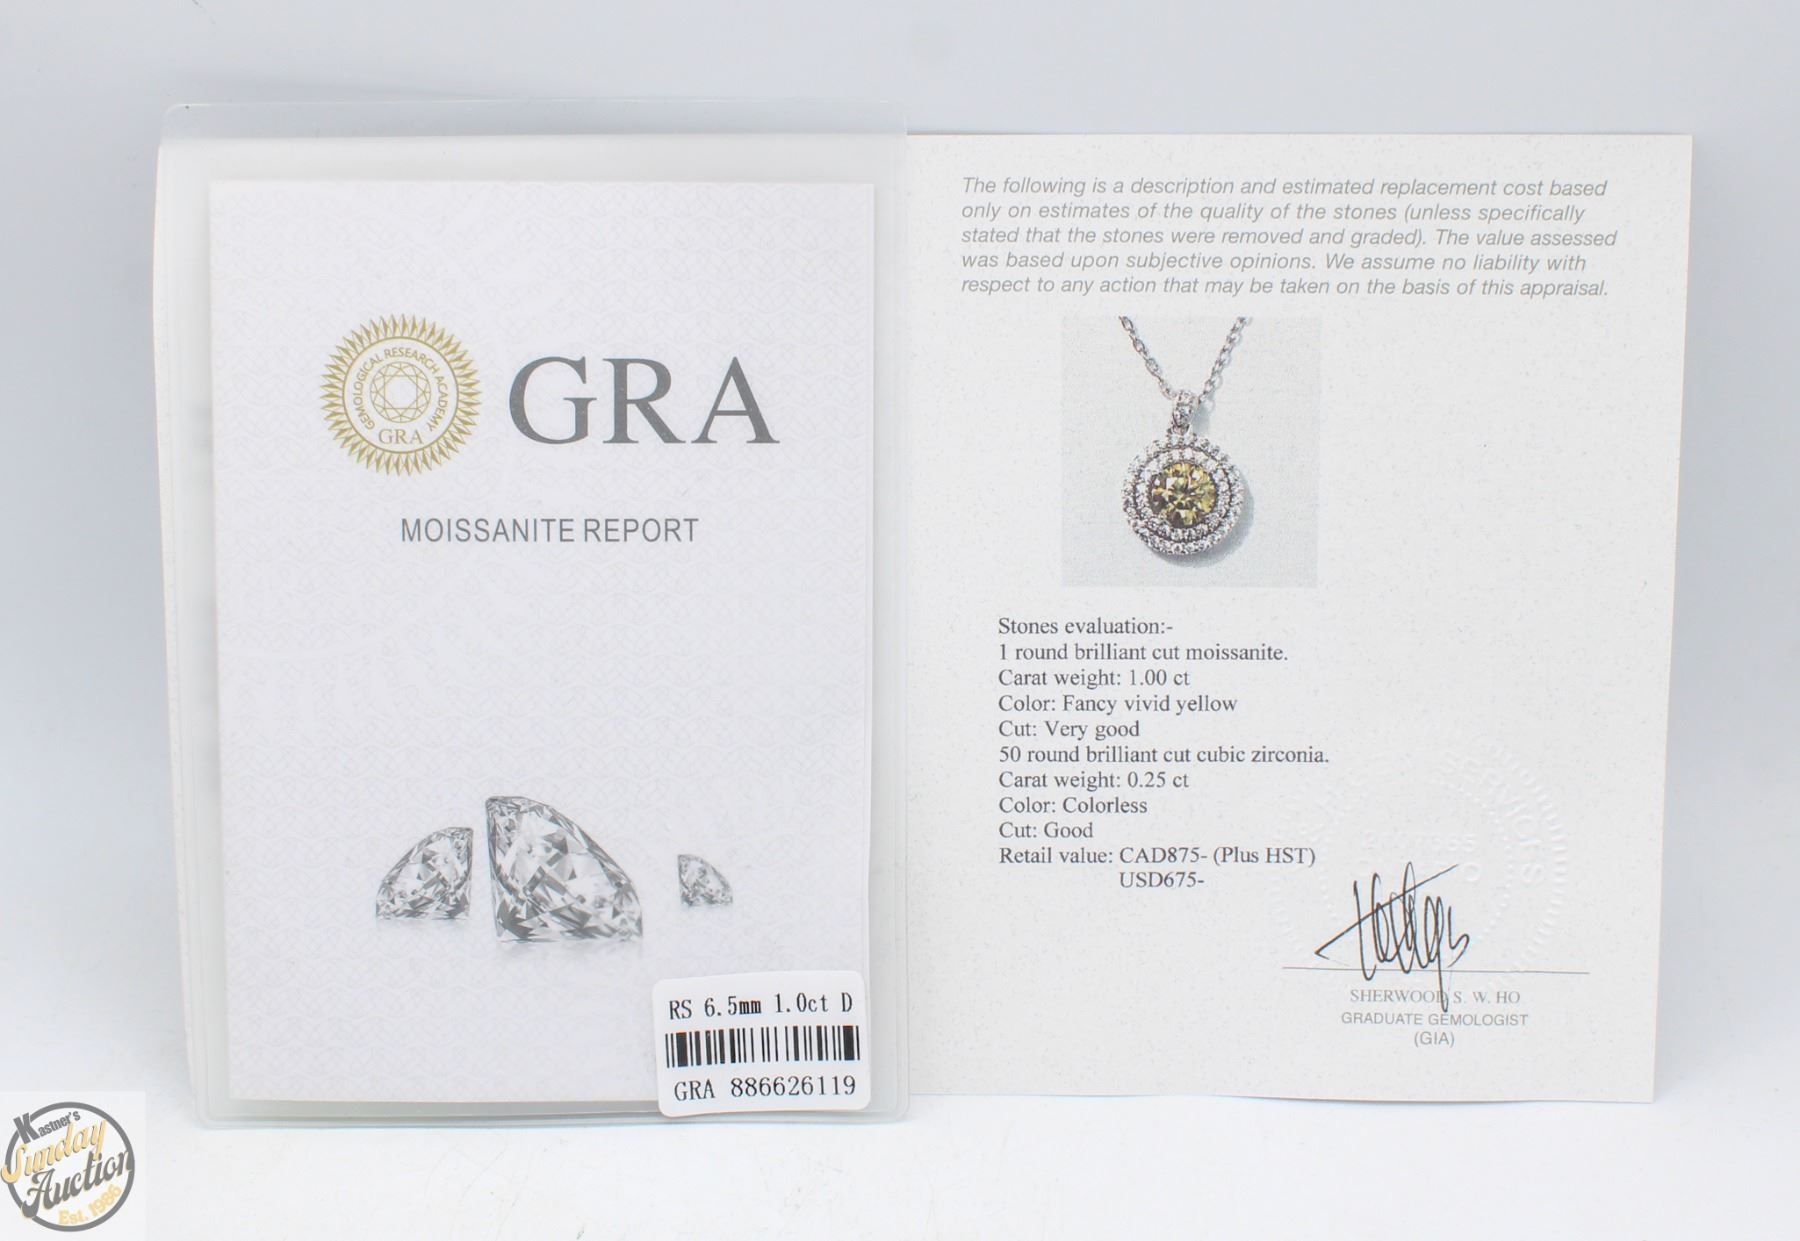 GEMOLOGICAL RESEARCH ACADEMY
GRA
GRA
MOISSANITE REPORT
RS 6.5mm 1.0ct D
GRA 886626119
The following is a description and estimated replacement cost based
only on estimates of the quality of the stones (unless specifically
stated that the stones were removed and graded). The value assessed
was based upon subjective opinions. We assume no liability with
respect to any action that may be taken on the basis of this appraisal.
Stones evaluation:-
1 round brilliant cut moissanite.
Carat weight: 1.00 ct
Color: Fancy vivid yellow
Cut: Very good
50 round brilliant cut cubic zirconia.
Carat weight: 0.25 ct
Color: Colorless
Cut: Good
Retail value: CAD875- (Plus HST)
USD675-
SHERWOOD S. W. HO
GRADUATE GEMOLOGIST
(GIA)
Kastner's
Sunday
Auction
Est. 1986